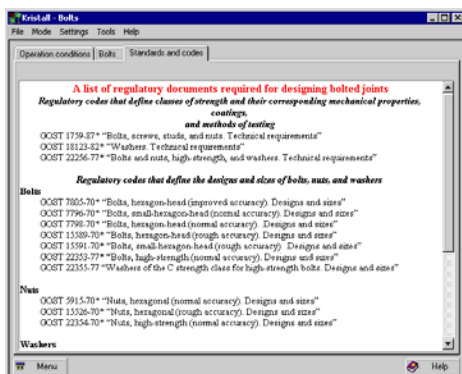 Kristall - Bolts
File Mode Settings Tools Help
Operation conditions Bolts Standards and codes
A list of regulatory documents required for designing bolted joints
Regulatory codes that define classes of strength and their corresponding mechanical properties,
coatings,
and methods of testing
GOST 1759-87* "Bolts, screws, studs, and nuts. Technical requirements"
GOST 18123-82* "Washers. Technical requirements"
GOST 22256-77* "Bolts and nuts, high-strength, and washers. Technical requirements"
Regulatory codes that define the designs and sizes of bolts, nuts, and washers
Bolts
GOST 7805-70* "Bolts, hexagon-head (improved accuracy). Designs and sizes"
GOST 7796-70* "Bolts, small-hexagon-head (normal accuracy). Designs and sizes"
GOST 7798-70* "Bolts, hexagon-head (normal accuracy). Designs and sizes"
GOST 15589-70* "Bolts, hexagon-head (rough accuracy). Designs and sizes"
GOST 15591-70* "Bolts, small-hexagon-head (rough accuracy). Designs and sizes"
GOST 22353-77* "Bolts, high-strength (normal accuracy). Designs and sizes"
GOST 22355-77 "Washers of the C strength class for high-strength bolts. Designs and sizes"
Nuts
GOST 5915-70* "Nuts, hexagonal (normal accuracy). Designs and sizes"
GOST 15526-70* "Nuts, hexagonal (rough accuracy). Designs and sizes"
GOST 22354-70* "Nuts, high-strength (normal accuracy). Designs and sizes"
Washers
Menu Help